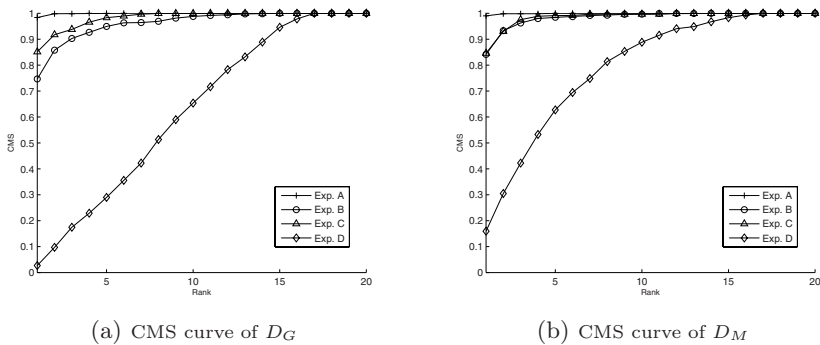 1
0.9
0.8
0.7
0.6
0.5
0.4
0.3
0.2
0.1
0
CMS
5
10
15
20
Rank
Exp. A
Exp. B
Exp. C
Exp. D
(a) CMS curve of D_G
1
0.9
0.8
0.7
0.6
0.5
0.4
0.3
0.2
0.1
0
CMS
5
10
15
20
Rank
Exp. A
Exp. B
Exp. C
Exp. D
(b) CMS curve of D_M